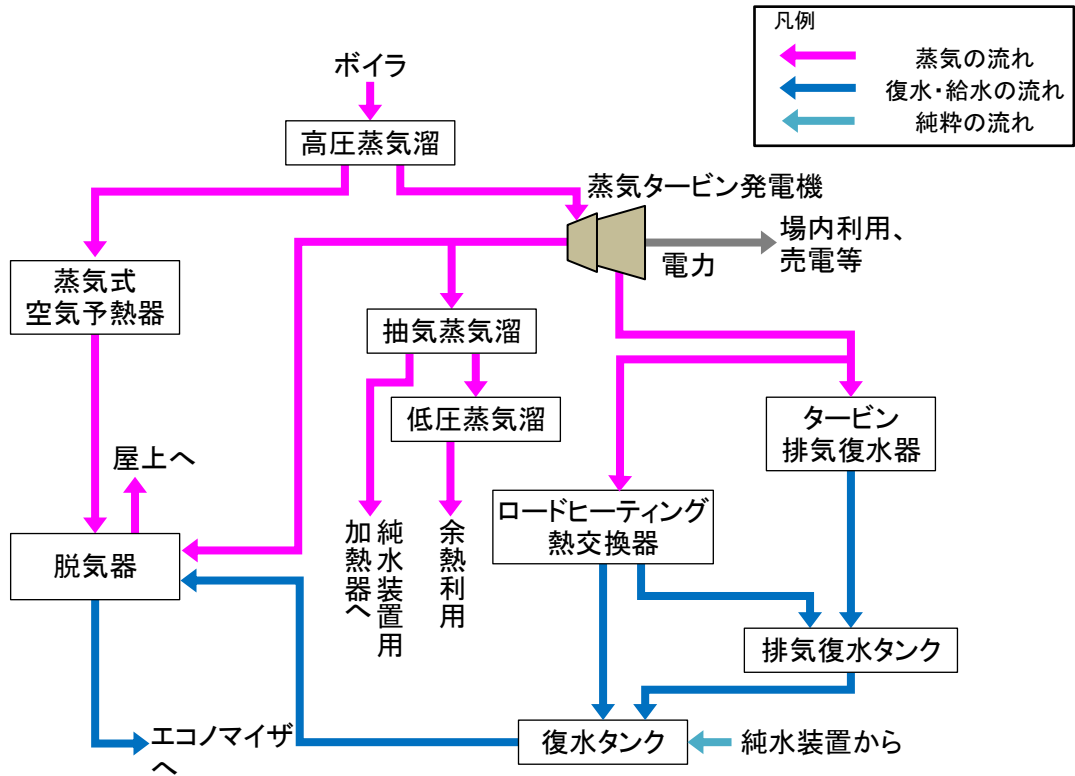 凡例
蒸気の流れ
復水・給水の流れ
純粋の流れ
ボイラ
高圧蒸気溜
蒸気タービン発電機
場内利用、
売電等
電力
蒸気式
空気予熱器
抽気蒸気溜
低圧蒸気溜
タービン
排気復水器
屋上へ
ロードヒーティング
熱交換器
脱気器
純水装置用
加熱器へ
余熱利用
排気復水タンク
エコノマイザ
へ
復水タンク
純水装置から